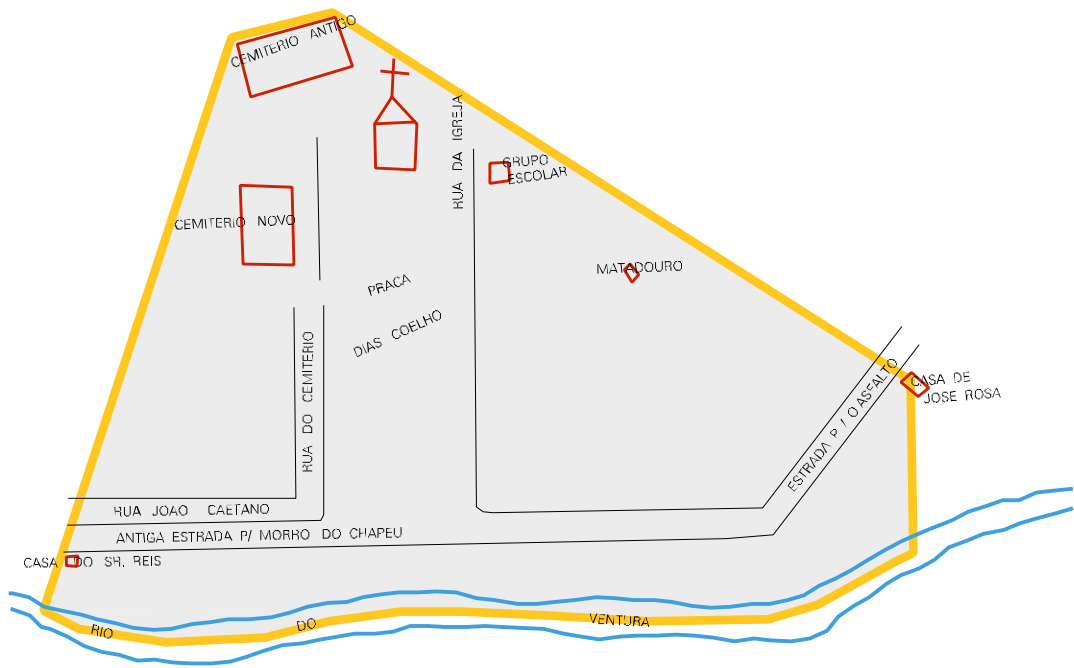 CEMITERIO ANTIGO
RUA DA IGREJA
GRUPO
ESCOLAR
CEMITERIO NOVO
MATADOURO
PRACA
DIAS COELHO
RUA DO CEMITERIO
ESTRADA P / O ASFALTO
CASA DE
JOSE ROSA
RUA JOAO CAETANO
ANTIGA ESTRADA P/ MORRO DO CHAPEU
CASA DO SR. REIS
RIO DO VENTURA